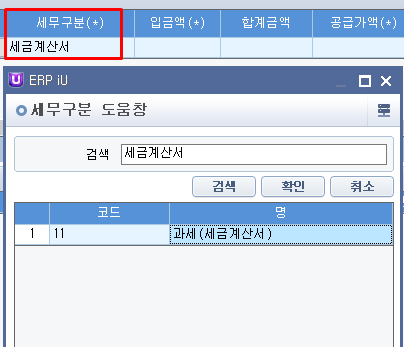 세무구분(*) 입금액(*) 합계금액 공급가액(*)
세금계산서
ERP iU
세무구분 도움창
검색 세금계산서
검색 확인 취소
코드 명
1 11 과세(세금계산서)